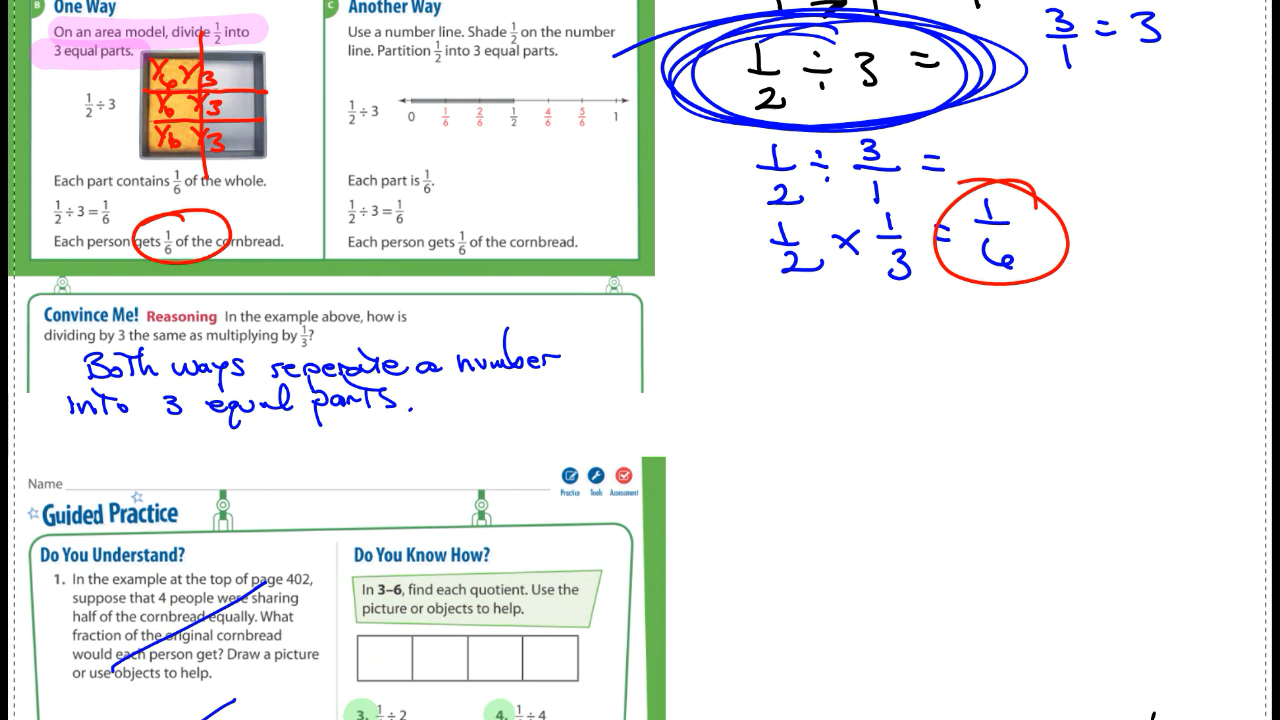 B One Way
On an area model, divide 1/2 into
3 equal parts.
1/2 ÷ 3
1/6 1/3
1/6 1/3
1/6 1/3
Each part contains 1/6 of the whole.
1/2 ÷ 3 = 1/6
Each person gets 1/6 of the cornbread.
C Another Way
Use a number line. Shade 1/2 on the number
line. Partition 1/2 into 3 equal parts.
1/2 ÷ 3
0 1/6 2/6 1/2 4/6 5/6 1
Each part is 1/6.
1/2 ÷ 3 = 1/6
Each person gets 1/6 of the cornbread.
3/1 = 3
1/2 ÷ 3 =
1/2 ÷ 3/1 =
1/2 × 1/3 = 1/6
Convince Me! Reasoning In the example above, how is
dividing by 3 the same as multiplying by 1/3?
Both ways seperate a number
into 3 equal parts.
Name
Practice Tools Assessment
Guided Practice
Do You Understand?
1. In the example at the top of page 402,
suppose that 4 people were sharing
half of the cornbread equally. What
fraction of the original cornbread
would each person get? Draw a picture
or use objects to help.
Do You Know How?
In 3–6, find each quotient. Use the
picture or objects to help.
3. ÷ 2
4. ÷ 4